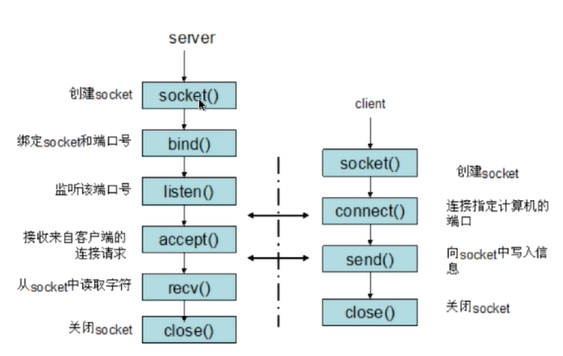 server
创建socket
socket()
绑定socket和端口号
bind()
监听该端口号
listen()
接收来自客户端的
连接请求
accept()
从socket中读取字符
recv()
关闭socket
close()
client
socket()
创建socket
connect()
连接指定计算机的
端口
send()
向socket中写入信
息
close()
关闭socket